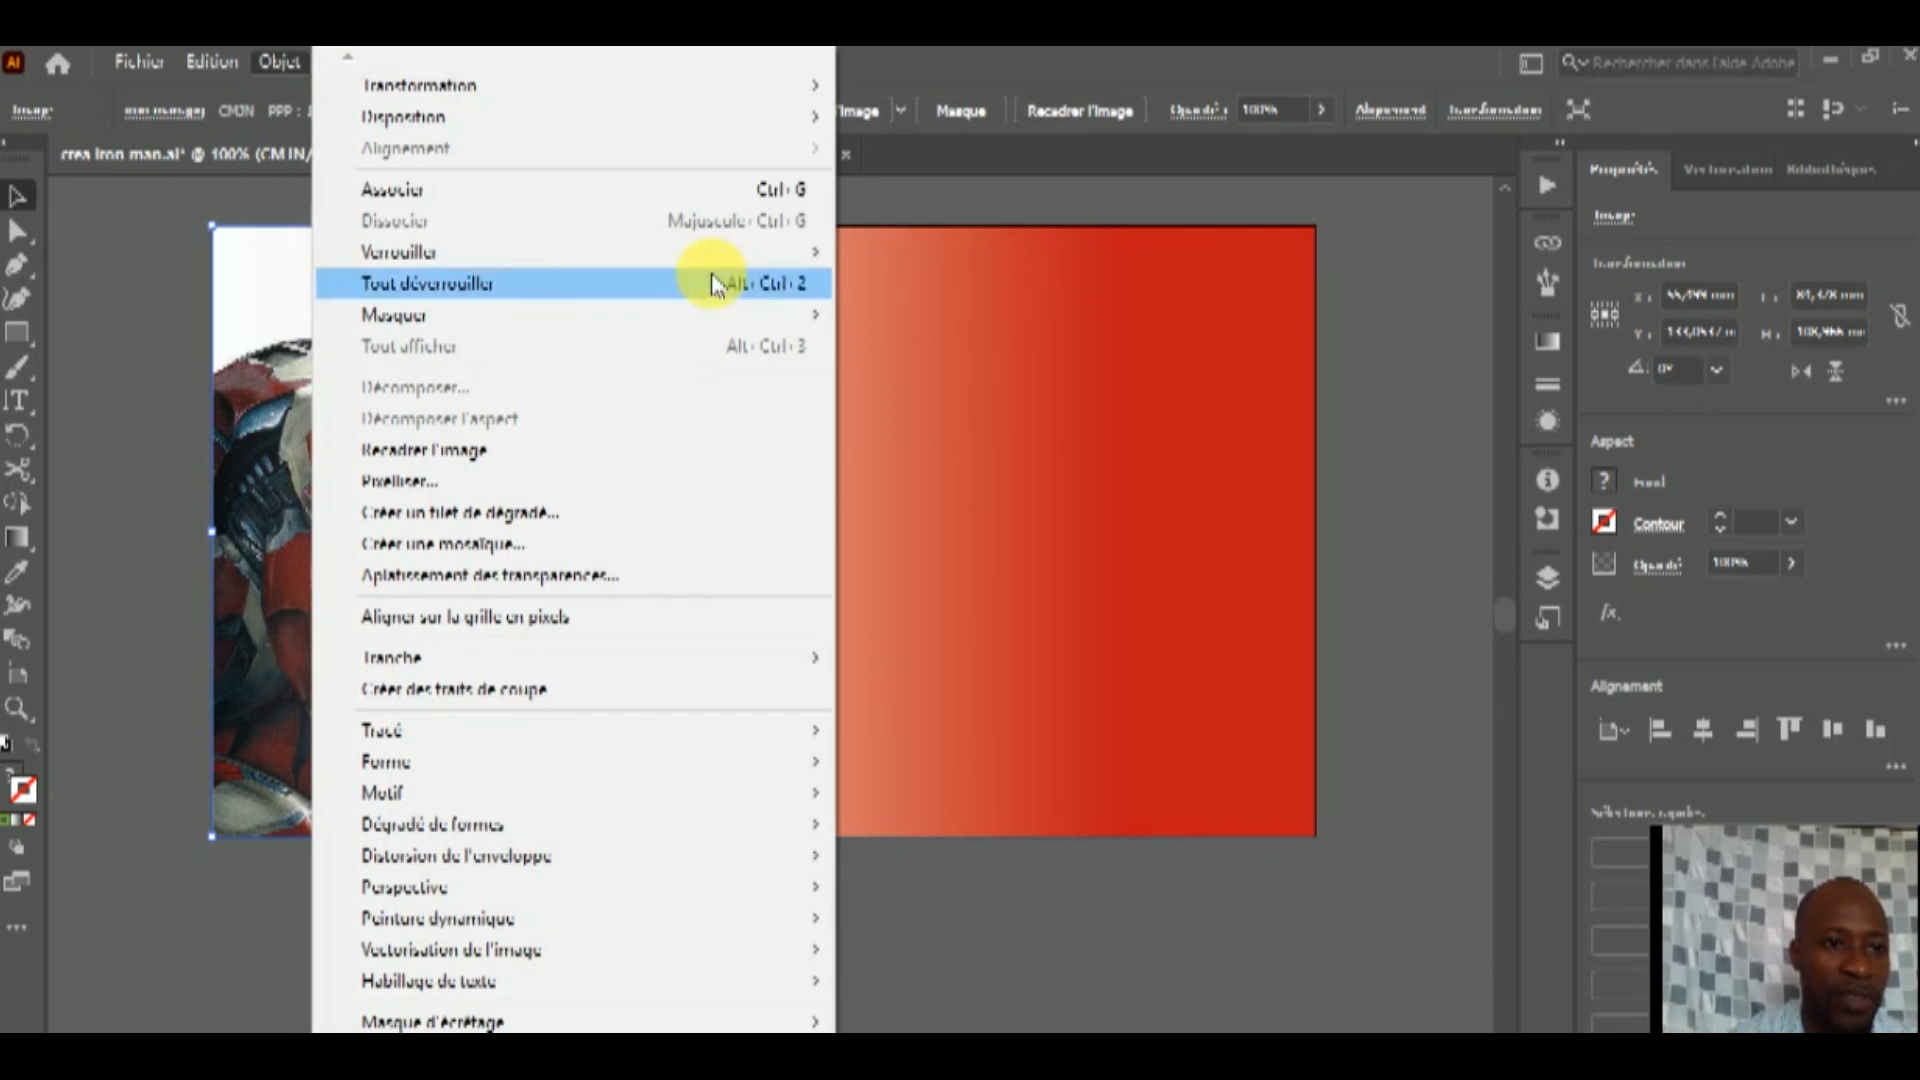 Ai
Fichier Edition Objet
Rechercher dans l'aide Adobe
Image
CMJN PPP :
l'image Masque Recadrer l'image Opacité : 100% Alignement Transformation
crea iron man.ai* @ 100% (CMJN/
Transformation
Disposition
Alignement
Associer Ctrl+G
Dissocier Majuscule+Ctrl+G
Verrouiller
Tout déverrouiller Alt+Ctrl+2
Masquer
Tout afficher Alt+Ctrl+3
Décomposer...
Décomposer l'aspect
Recadrer l'image
Pixelliser...
Créer un filet de dégradé...
Créer une mosaïque...
Aplatissement des transparences...
Aligner sur la grille en pixels
Tranche
Créer des traits de coupe
Tracé
Forme
Motif
Dégradé de formes
Distorsion de l'enveloppe
Perspective
Peinture dynamique
Vectorisation de l'image
Habillage de texte
Masque d'écrêtage
Propriétés Bibliothèques
Image
Transformation
X :
Y :
0°
Aspect
Fond
Contour
Opacité 100%
fx.
Alignement